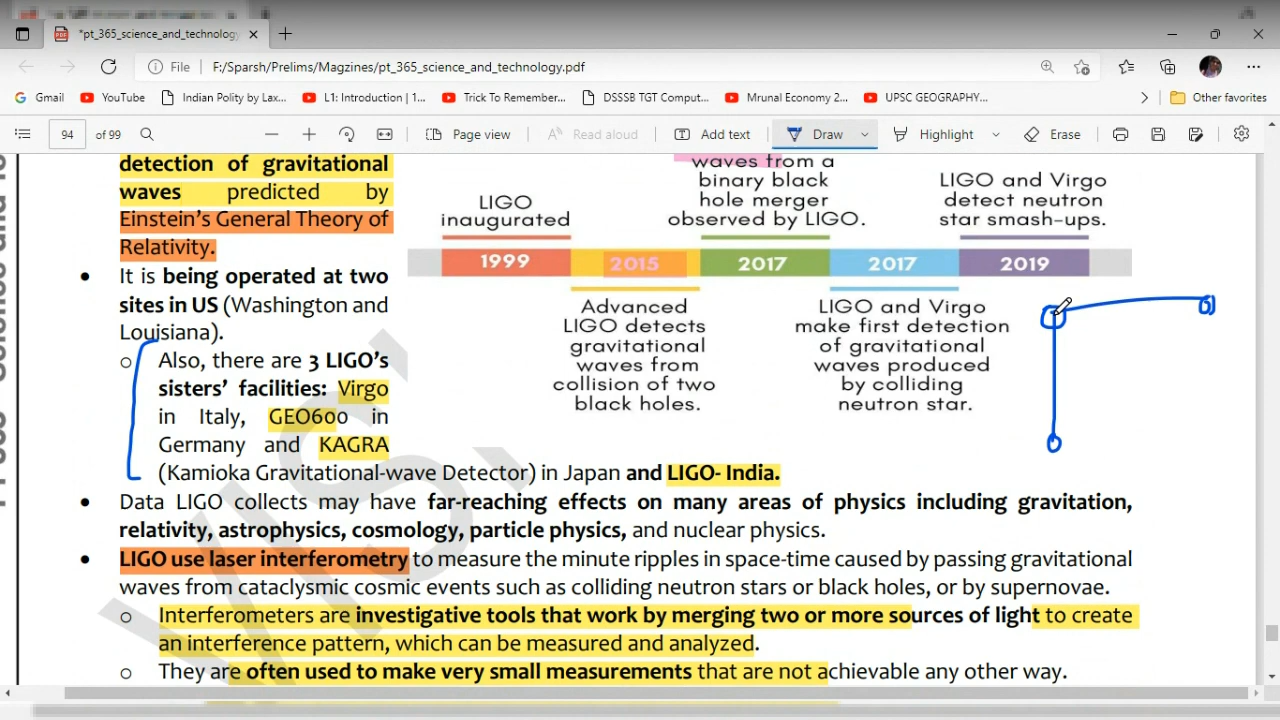 *pt_365_science_and_technology
File F:/Sparsh/Prelims/Magzines/pt_365_science_and_technology.pdf
Gmail YouTube Indian Polity by Lax... L1: Introduction | 1... Trick To Remember... DSSSB TGT Comput... Mrunal Economy 2... UPSC GEOGRAPHY... Other favorites
94 of 99 Page view Read aloud Add text Draw Highlight Erase
detection of gravitational
waves predicted by
Einstein's General Theory of
Relativity.
• It is being operated at two
sites in US (Washington and
Louisiana).
o Also, there are 3 LIGO's
sisters' facilities: Virgo
in Italy, GEO600 in
Germany and KAGRA
(Kamioka Gravitational-wave Detector) in Japan and LIGO- India.
LIGO
inaugurated
waves from a
binary black
hole merger
observed by LIGO.
LIGO and Virgo
detect neutron
star smash-ups.
1999 2015 2017 2017 2019
Advanced
LIGO detects
gravitational
waves from
collision of two
black holes.
LIGO and Virgo
make first detection
of gravitational
waves produced
by colliding
neutron star.
• Data LIGO collects may have far-reaching effects on many areas of physics including gravitation,
relativity, astrophysics, cosmology, particle physics, and nuclear physics.
• LIGO use laser interferometry to measure the minute ripples in space-time caused by passing gravitational
waves from cataclysmic cosmic events such as colliding neutron stars or black holes, or by supernovae.
o Interferometers are investigative tools that work by merging two or more sources of light to create
an interference pattern, which can be measured and analyzed.
o They are often used to make very small measurements that are not achievable any other way.